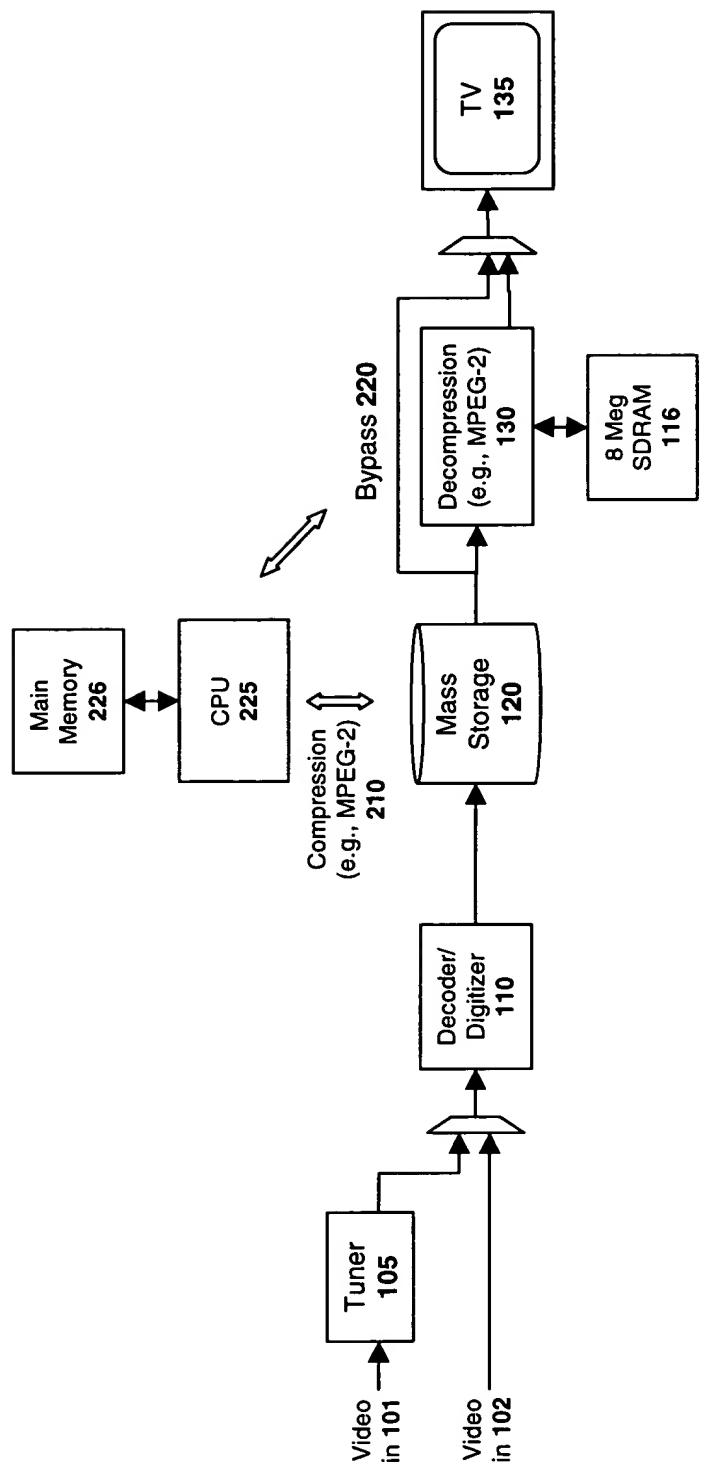 Video
in 101
Video
in 102
Tuner
105
Decoder/
Digitizer
110
Main
Memory
226
CPU
225
Compression
(e.g., MPEG-2)
210
Mass
Storage
120
Bypass 220
Decompression
(e.g., MPEG-2)
130
8 Meg
SDRAM
116
TV
135